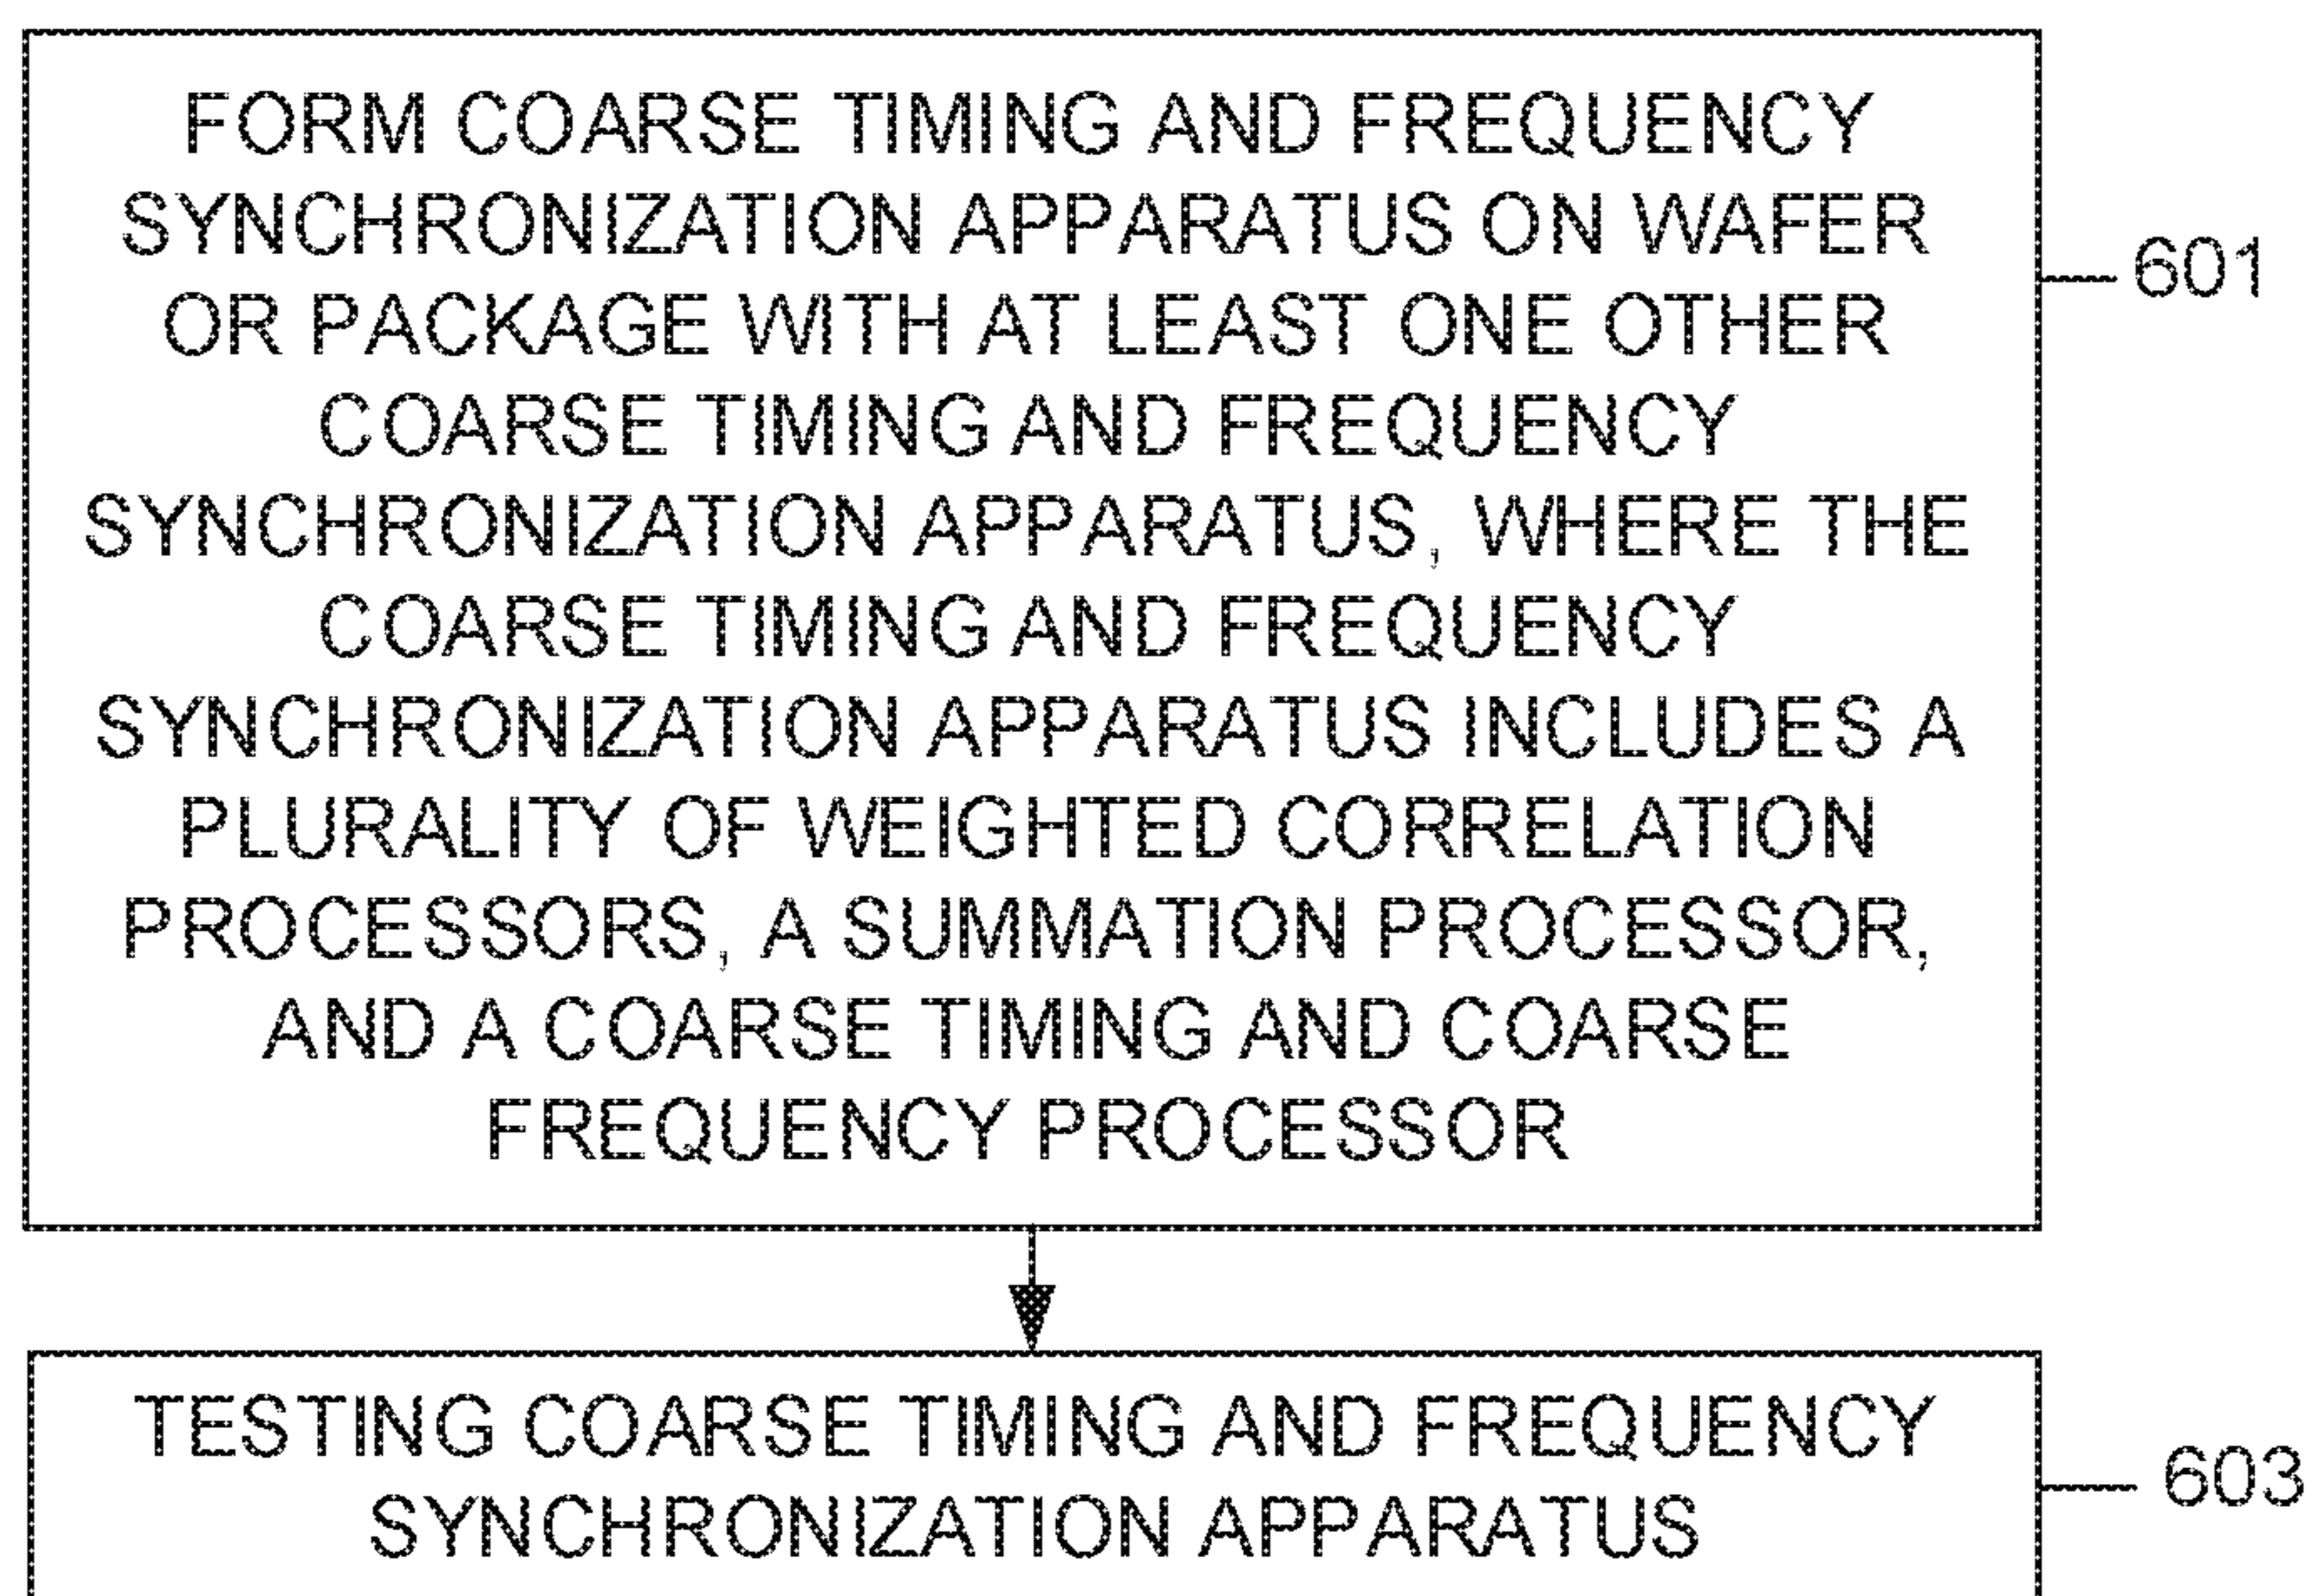 FORM COARSE TIMING AND FREQUENCY
SYNCHRONIZATION APPARATUS ON WAFER
OR PACKAGE WITH AT LEAST ONE OTHER
COARSE TIMING AND FREQUENCY
SYNCHRONIZATION APPARATUS, WHERE THE
COARSE TIMING AND FREQUENCY
SYNCHRONIZATION APPARATUS INCLUDES A
PLURALITY OF WEIGHTED CORRELATION
PROCESSORS, A SUMMATION PROCESSOR,
AND A COARSE TIMING AND COARSE
FREQUENCY PROCESSOR
601
TESTING COARSE TIMING AND FREQUENCY
SYNCHRONIZATION APPARATUS
603